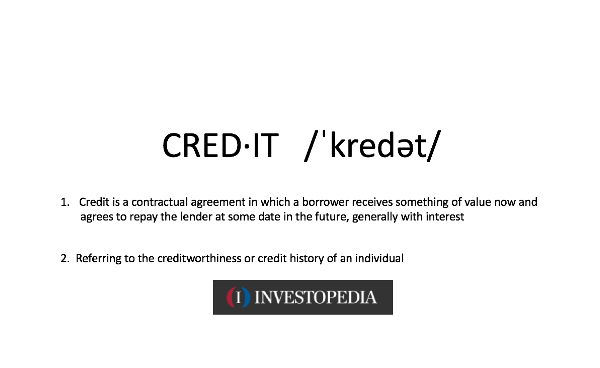 CRED·IT /ˈkredət/
1. Credit is a contractual agreement in which a borrower receives something of value now and
agrees to repay the lender at some date in the future, generally with interest
2. Referring to the creditworthiness or credit history of an individual
(I) INVESTOPEDIA